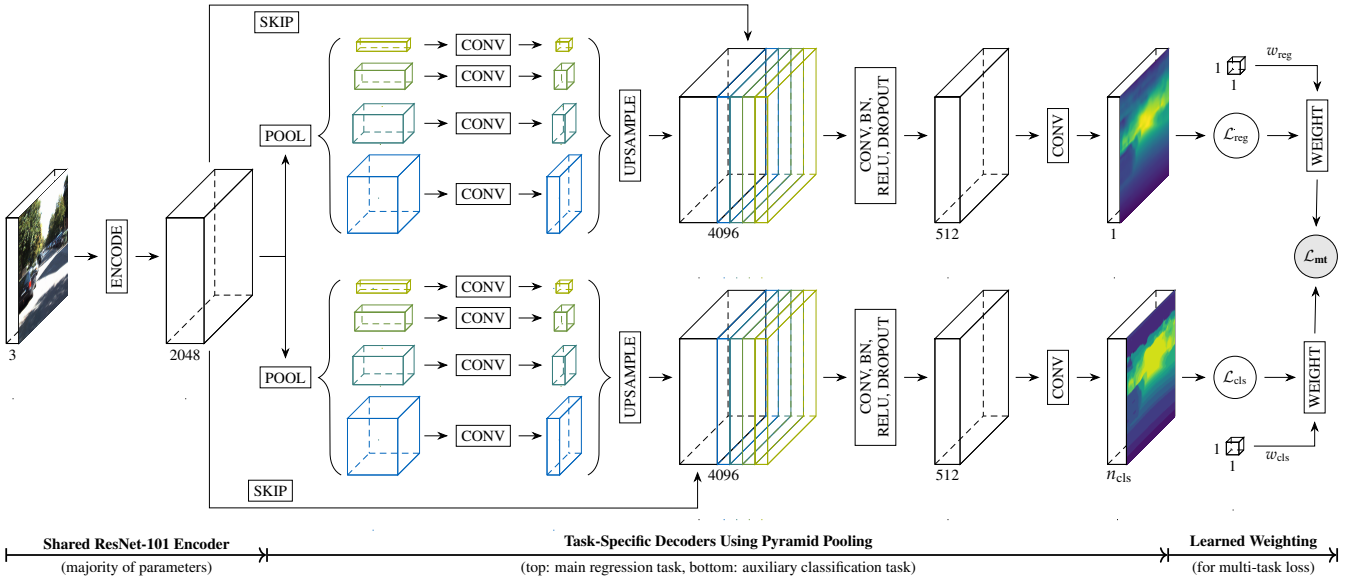 SKIP
CONV
CONV
CONV
CONV
POOL
UPSAMPLE
4096
CONV, BN,
RELU, DROPOUT
512
CONV
1
1
1
w_reg
ℒ_reg
WEIGHT
3
ENCODE
2048
ℒ_mt
POOL
CONV
CONV
CONV
CONV
UPSAMPLE
4096
CONV, BN,
RELU, DROPOUT
512
CONV
n_cls
ℒ_cls
WEIGHT
1
1
w_cls
SKIP
Shared ResNet-101 Encoder
(majority of parameters)
Task-Specific Decoders Using Pyramid Pooling
(top: main regression task, bottom: auxiliary classification task)
Learned Weighting
(for multi-task loss)